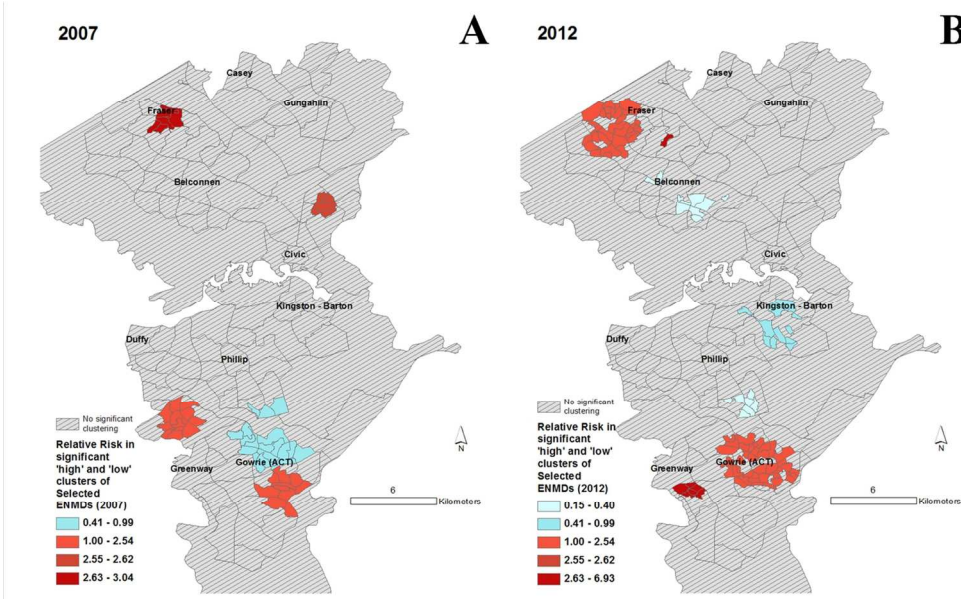 2007
A
Casey
Gungahlin
Fraser
Belconnen
Civic
Kingston - Barton
Duffy
Phillip
Greenway
Gowrie (ACT)
No significant
clustering
Relative Risk in
significant
'high' and 'low'
clusters of
Selected
ENMDs (2007)
0.41 - 0.99
1.00 - 2.54
2.55 - 2.62
2.63 - 3.04
N
6
Kilometers
2012
B
Casey
Gungahlin
Fraser
Belconnen
Civic
Kingston - Barton
Duffy
Phillip
Greenway
Gowrie (ACT)
No significant
clustering
Relative Risk in
significant
'high' and 'low'
clusters of
Selected
ENMDs (2012)
0.15 - 0.40
0.41 - 0.99
1.00 - 2.54
2.55 - 2.62
2.63 - 6.93
N
6
Kilometers